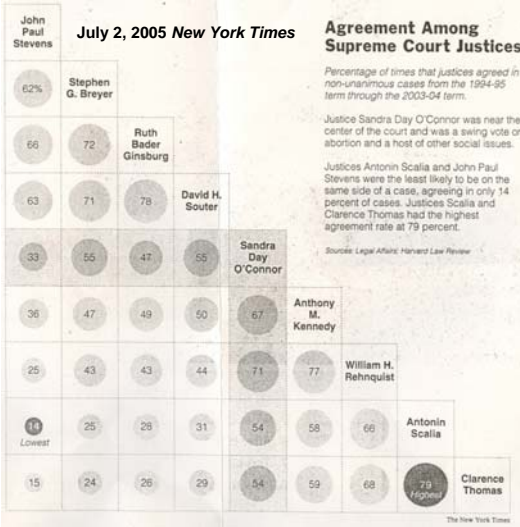 John
Paul
Stevens
July 2, 2005 New York Times
Agreement Among
Supreme Court Justices
Percentage of times that justices agreed in
non-unanimous cases from the 1994-95
term through the 2003-04 term.
Justice Sandra Day O'Connor was near the
center of the court and was a swing vote on
abortion and a host of other social issues.
Justices Antonin Scalia and John Paul
Stevens were the least likely to be on the
same side of a case, agreeing in only 14
percent of cases. Justices Scalia and
Clarence Thomas had the highest
agreement rate at 79 percent.
Sources: Legal Affairs; Harvard Law Review
62%
Stephen
G. Breyer
66 72
Ruth
Bader
Ginsburg
63 71 78
David H.
Souter
33 55 47 55
Sandra
Day
O'Connor
36 47 49 50 67
Anthony
M.
Kennedy
25 43 43 44 71 77
William H.
Rehnquist
14 25 28 31 54 58 66
Lowest
Antonin
Scalia
15 24 26 29 54 59 68 79
Highest
Clarence
Thomas
The New York Times